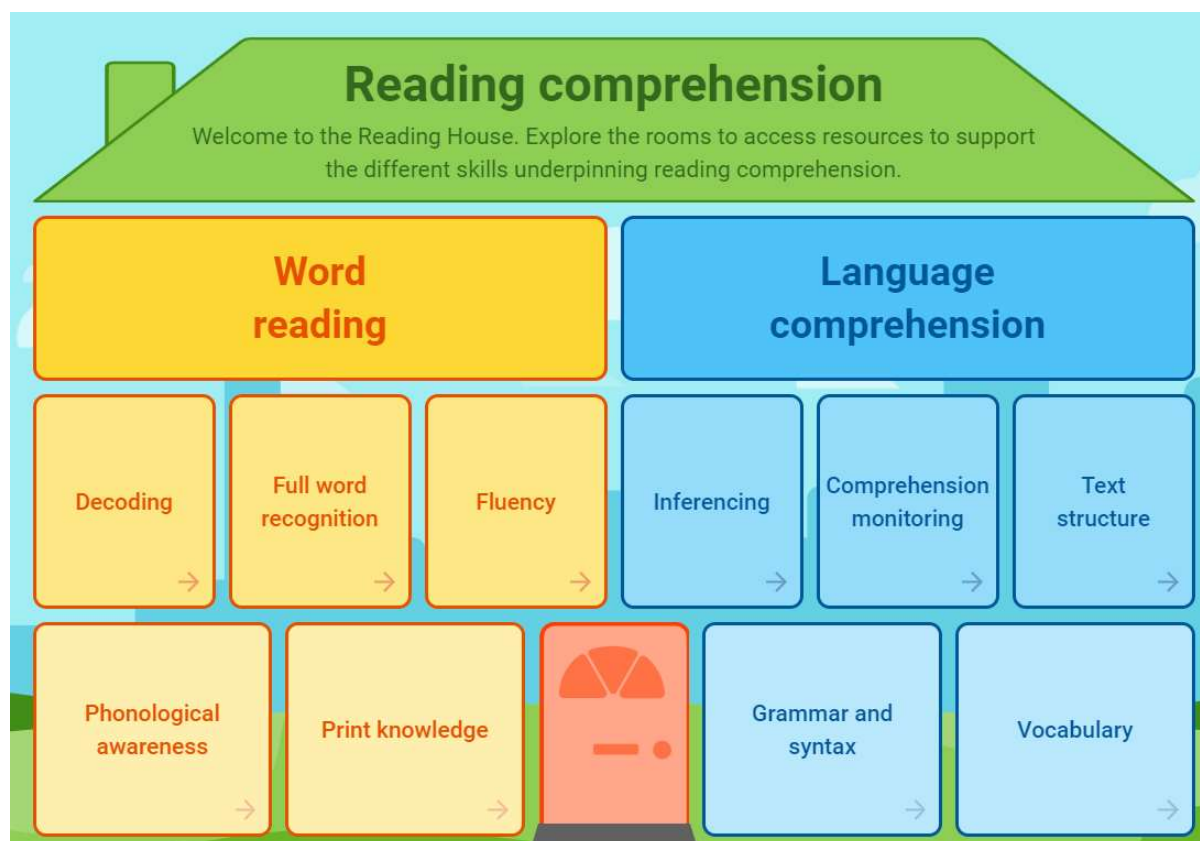 Reading comprehension
Welcome to the Reading House. Explore the rooms to access resources to support
the different skills underpinning reading comprehension.
Word
reading
Language
comprehension
Decoding
Full word
recognition
Fluency
Inferencing
Comprehension
monitoring
Text
structure
Phonological
awareness
Print knowledge
Grammar and
syntax
Vocabulary